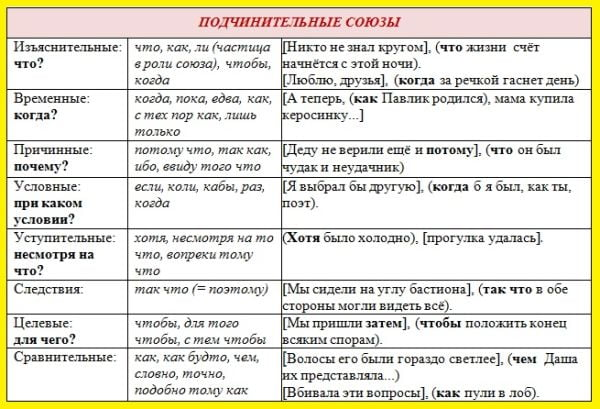 ПОДЧИНИТЕЛЬНЫЕ СОЮЗЫ
Изъяснительные:
что?
что, как, ли (частица
в роли союза), чтобы,
когда
[Никто не знал кругом], (что жизни счёт
начнётся с этой ночи).
[Люблю, друзья], (когда за речкой гаснет день)
Временные:
когда?
когда, пока, едва, как,
с тех пор как, лишь
только
[А теперь, (как Павлик родился), мама купила
керосинку...]
Причинные:
почему?
потому что, так как,
ибо, ввиду того что
[Деду не верили ещё и потому], (что он был
чудак и неудачник)
Условные:
при каком
условии?
если, коли, кабы, раз,
когда
[Я выбрал бы другую], (когда б я был, как ты,
поэт).
Уступительные:
несмотря на
что?
хотя, несмотря на то
что, вопреки тому
что
(Хотя было холодно), [прогулка удалась].
Следствия:
так что (= поэтому)
[Мы сидели на углу бастиона], (так что в обе
стороны могли видеть всё).
Целевые:
для чего?
чтобы, для того
чтобы, с тем чтобы
[Мы пришли затем], (чтобы положить конец
всяким спорам).
Сравнительные:
как, как будто, чем,
словно, точно,
подобно тому как
[Волосы его были гораздо светлее], (чем Даша
их представляла...)
[Вбивала эти вопросы], (как пули в лоб).